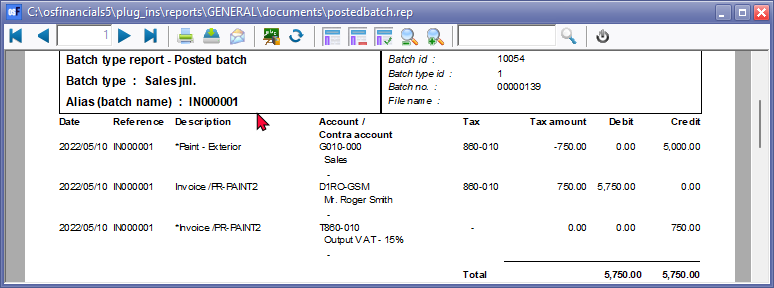 C:\osfinancials5\plug_ins\reports\GENERAL\documents\postedbatch.rep
1
Batch type report - Posted batch
Batch type : Sales jnl.
Alias (batch name) : IN000001
Batch id : 10054
Batch type id : 1
Batch no. : 00000139
File name :
Date Reference Description Account / Tax Tax amount Debit Credit
Contra account
2022/05/10 IN000001 *Paint - Exterior G010-000 860-010 -750.00 0.00 5,000.00
Sales
-
2022/05/10 IN000001 Invoice /PR-PAINT2 D1RO-GSM 860-010 750.00 5,750.00 0.00
Mr. Roger Smith
-
2022/05/10 IN000001 *Invoice /PR-PAINT2 T860-010 - 0.00 0.00 750.00
Output VAT - 15%
-
Total 5,750.00 5,750.00